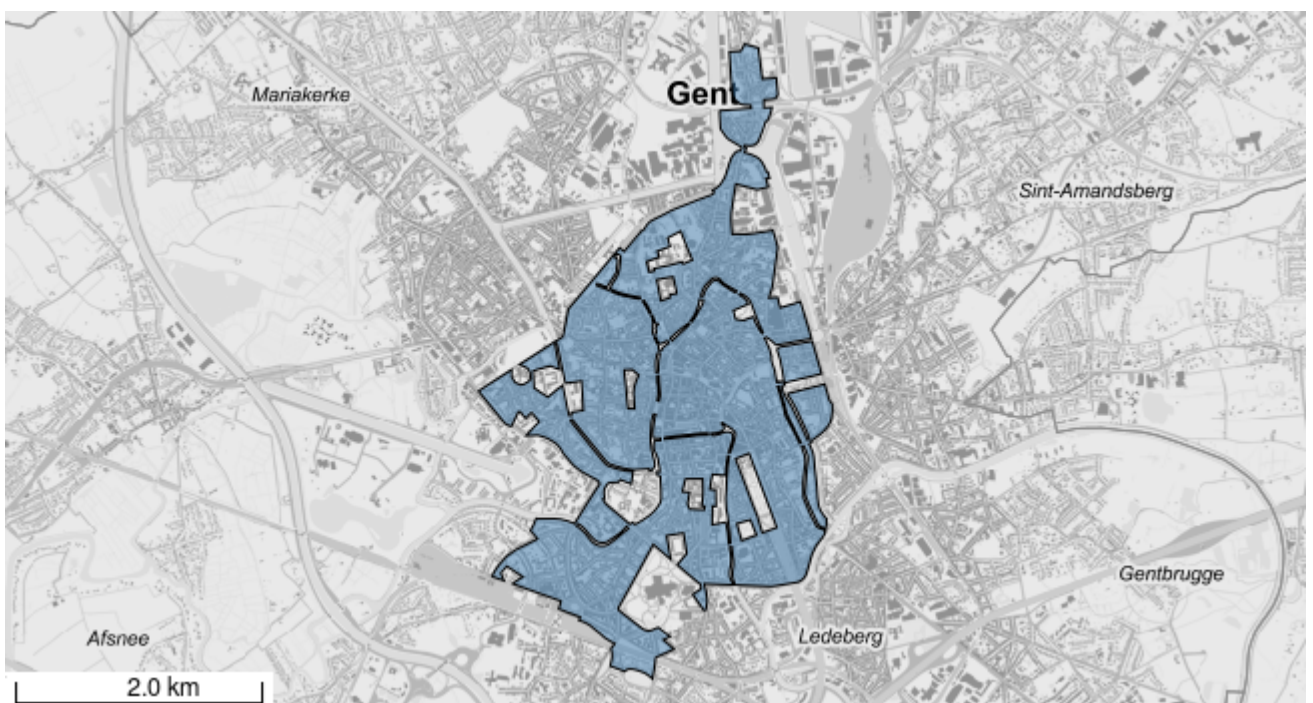 Mariakerke
Gent
Sint-Amandsberg
Gentbrugge
Afsnee
Ledeberg
2.0 km